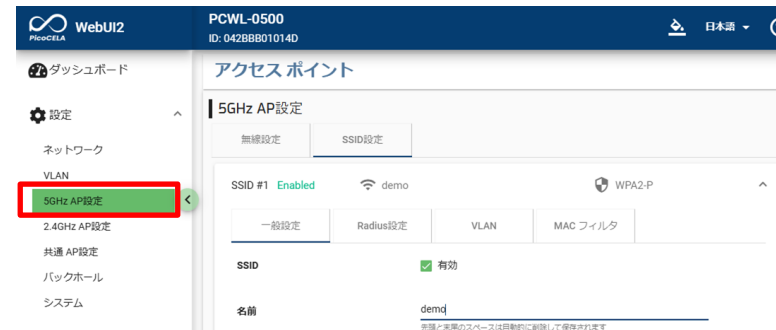 PicoCELA
WebUI2
PCWL-0500
ID: 042BBB01014D
日本語
ダッシュボード
設定
ネットワーク
VLAN
5GHz AP設定
2.4GHz AP設定
共通 AP設定
バックホール
システム
アクセス ポイント
5GHz AP設定
無線設定
SSID設定
SSID #1 Enabled demo WPA2-P
一般設定
Radius設定
VLAN
MAC フィルタ
SSID
有効
名前
demo
先頭と末尾のスペースは自動的に削除して保存されます